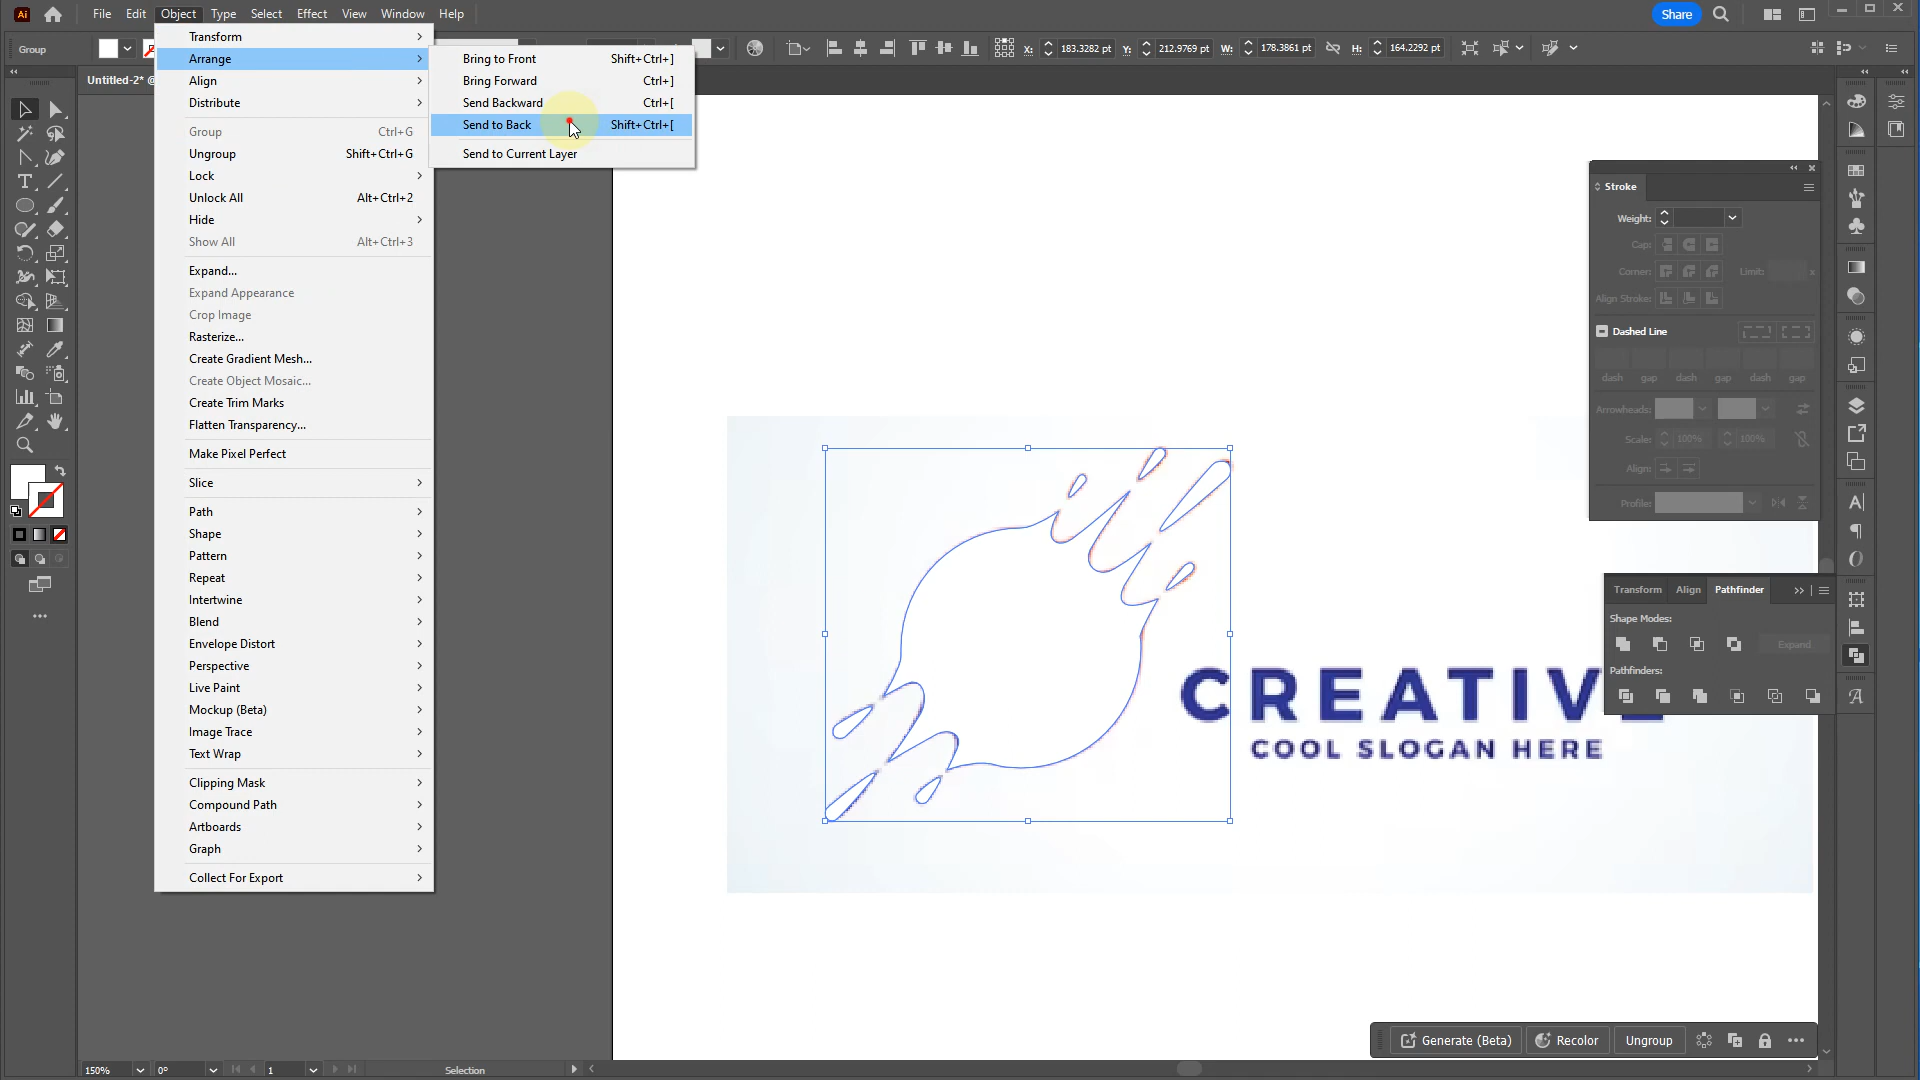 Ai File Edit Object Type Select Effect View Window Help Share
Group X: 183.3282 pt Y: 212.9769 pt W: 178.3861 pt H: 164.2292 pt
Untitled-2* @
Transform
Arrange
Align
Distribute
Group Ctrl+G
Ungroup Shift+Ctrl+G
Lock
Unlock All Alt+Ctrl+2
Hide
Show All Alt+Ctrl+3
Expand...
Expand Appearance
Crop Image
Rasterize...
Create Gradient Mesh...
Create Object Mosaic...
Create Trim Marks
Flatten Transparency...
Make Pixel Perfect
Slice
Path
Shape
Pattern
Repeat
Intertwine
Blend
Envelope Distort
Perspective
Live Paint
Mockup (Beta)
Image Trace
Text Wrap
Clipping Mask
Compound Path
Artboards
Graph
Collect For Export
Bring to Front Shift+Ctrl+]
Bring Forward Ctrl+]
Send Backward Ctrl+[
Send to Back Shift+Ctrl+[
Send to Current Layer
Stroke
Weight:
Cap:
Corner: Limit: x
Align Stroke:
Dashed Line
dash gap dash gap dash gap
Arrowheads:
Scale: 100% 100%
Align:
Profile:
Transform Align Pathfinder
Shape Modes:
Expand
Pathfinders:
CREATIVE
COOL SLOGAN HERE
Generate (Beta) Recolor Ungroup
150% 0° 1 Selection